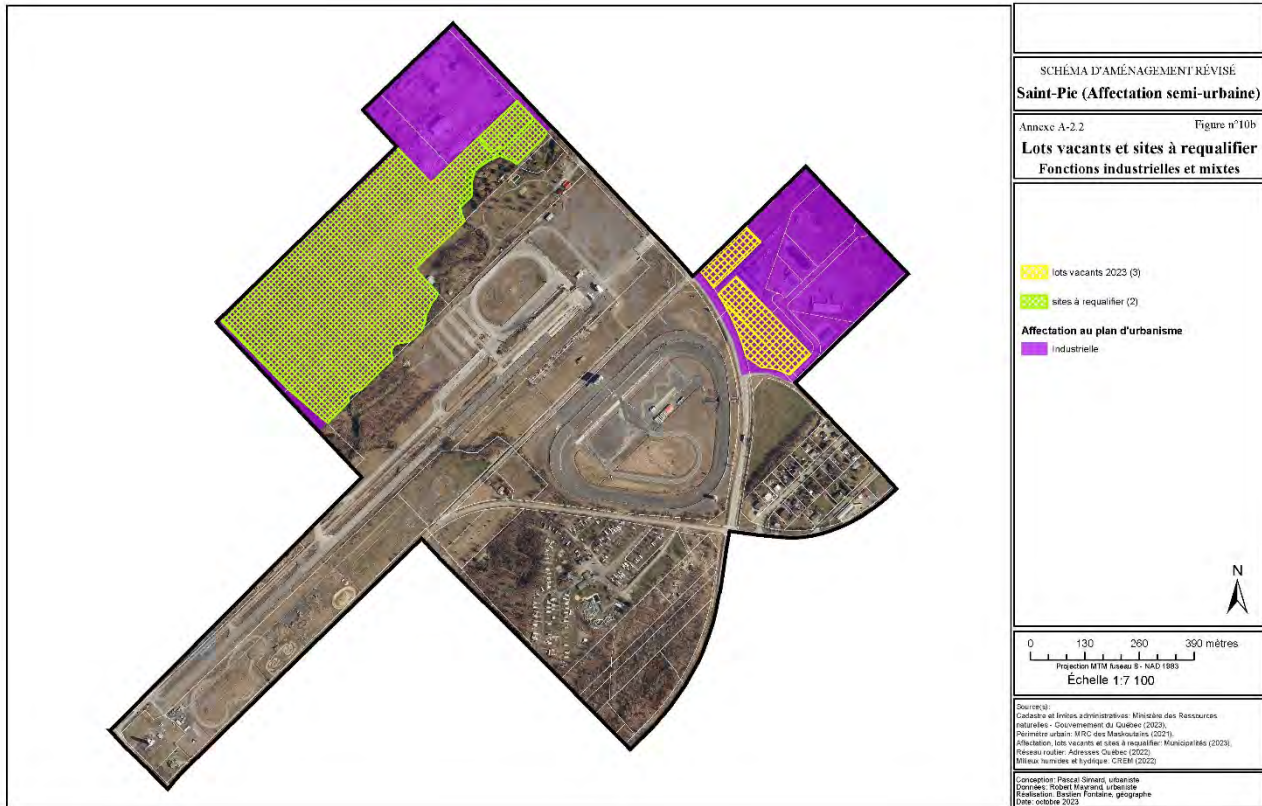 SCHÉMA D'AMÉNAGEMENT RÉVISÉ
Saint-Pie (Affectation semi-urbaine)
Annexe A-2.2 Figure n°10b
Lots vacants et sites à requalifier
Fonctions industrielles et mixtes
lots vacants 2023 (3)
sites à requalifier (2)
Affectation au plan d'urbanisme
Industrielle
N
0 130 260 390 mètres
Projection MTM fuseau 8 - NAD 1983
Échelle 1:7 100
Source(s):
Cadastre et limites administratives: Ministère des Ressources
naturelles - Gouvernement du Québec (2023),
Périmètre urbain: MRC des Maskoutains (2021),
Affectation, lots vacants et sites à requalifier: Municipalités (2023),
Réseau routier: Adresses Québec (2022)
Milieux humides et hydrique: CREM (2022)
Conception: Pascal Simard, urbaniste
Données: Robert Mayrand, urbaniste
Réalisation: Bastien Fontaine, géographe
Date: octobre 2023